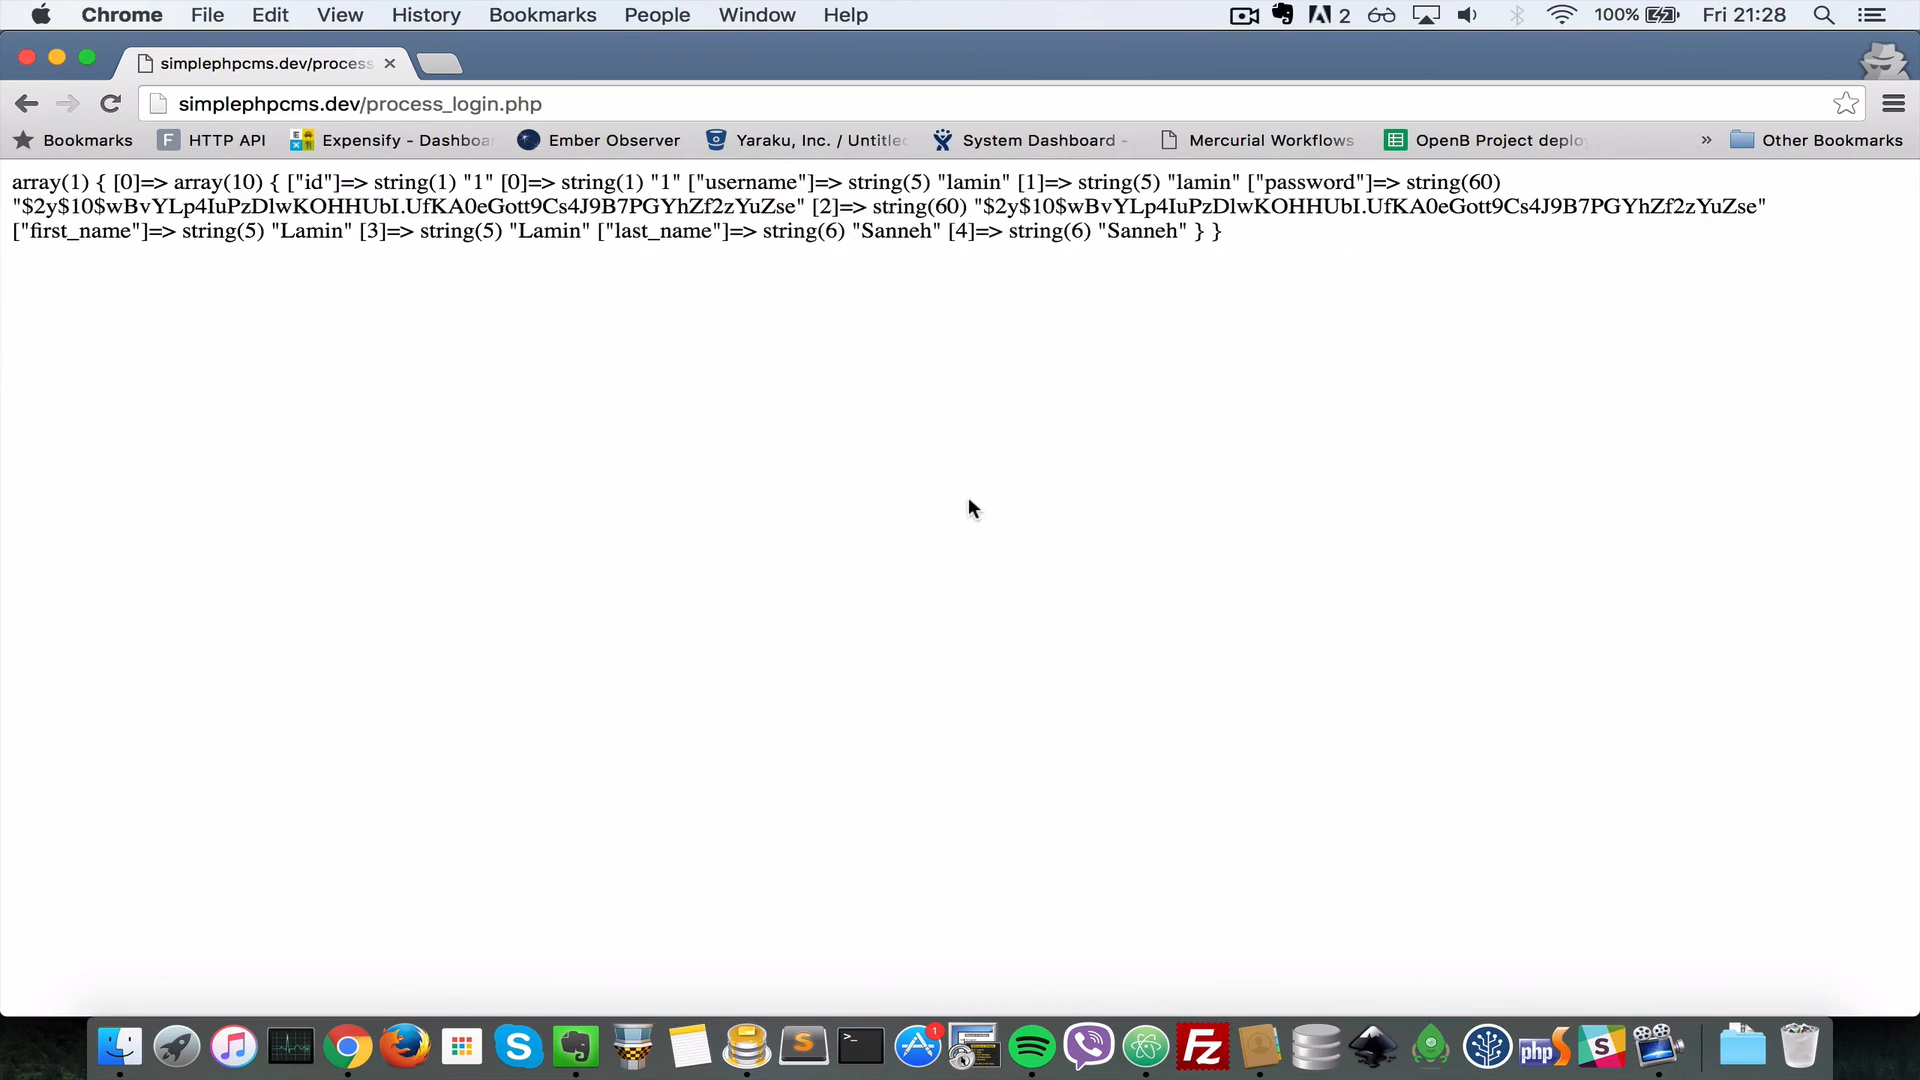 Chrome File Edit View History Bookmarks People Window Help 2 100% Fri 21:28
simplephpcms.dev/process
simplephpcms.dev/process_login.php
Bookmarks HTTP API Expensify - Dashboa Ember Observer Yaraku, Inc. / Untitle System Dashboard - Mercurial Workflows OpenB Project deplo » Other Bookmarks
array(1) { [0]=> array(10) { ["id"]=> string(1) "1" [0]=> string(1) "1" ["username"]=> string(5) "lamin" [1]=> string(5) "lamin" ["password"]=> string(60)
"$2y$10$wBvYLp4IuPzDlwKOHHUbI.UfKA0eGott9Cs4J9B7PGYhZf2zYuZse" [2]=> string(60) "$2y$10$wBvYLp4IuPzDlwKOHHUbI.UfKA0eGott9Cs4J9B7PGYhZf2zYuZse"
["first_name"]=> string(5) "Lamin" [3]=> string(5) "Lamin" ["last_name"]=> string(6) "Sanneh" [4]=> string(6) "Sanneh" } }
S S >_ 1 Fz php S S